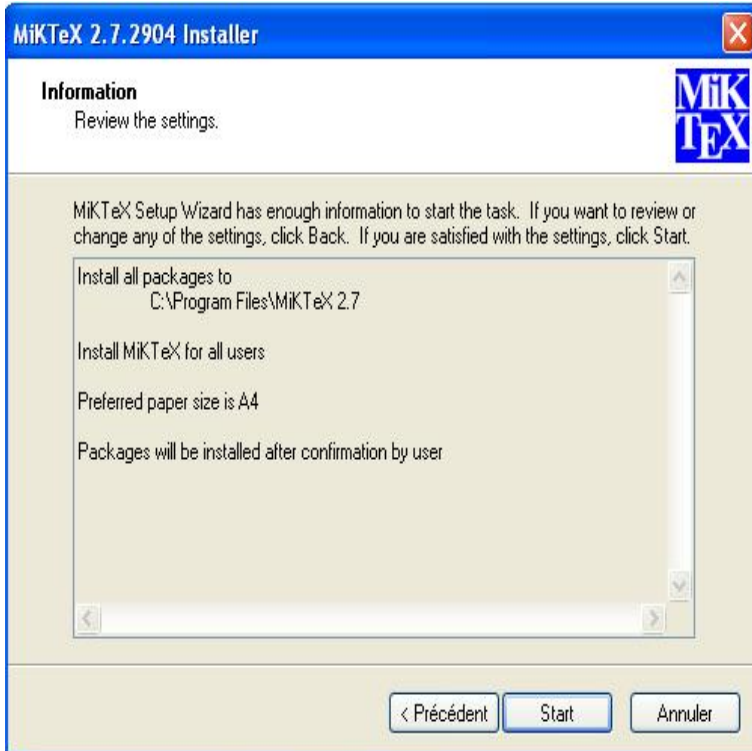 MiKTeX 2.7.2904 Installer
Information
Review the settings.
MiK
TEX
MiKTeX Setup Wizard has enough information to start the task. If you want to review or
change any of the settings, click Back. If you are satisfied with the settings, click Start.
Install all packages to
C:\Program Files\MiKTeX 2.7
Install MiKTeX for all users
Preferred paper size is A4
Packages will be installed after confirmation by user
< Précédent
Start
Annuler